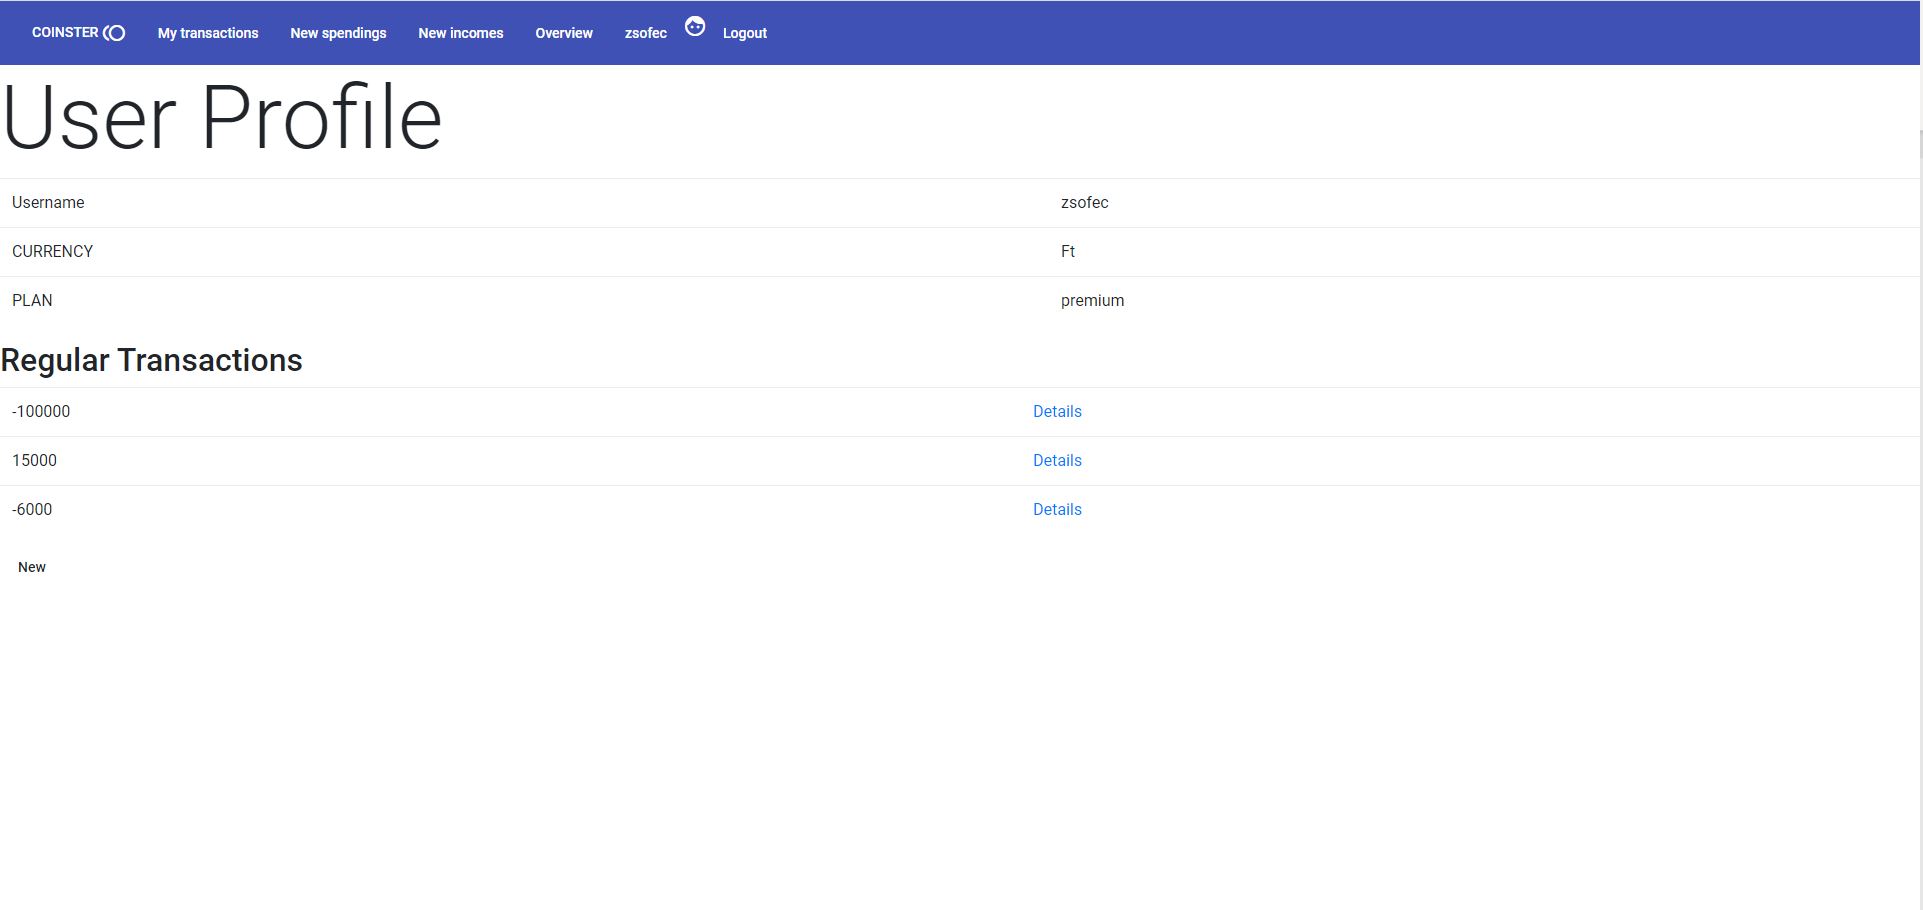 COINSTER My transactions New spendings New incomes Overview zsofec Logout
User Profile
Username zsofec
CURRENCY Ft
PLAN premium
Regular Transactions
-100000 Details
15000 Details
-6000 Details
New